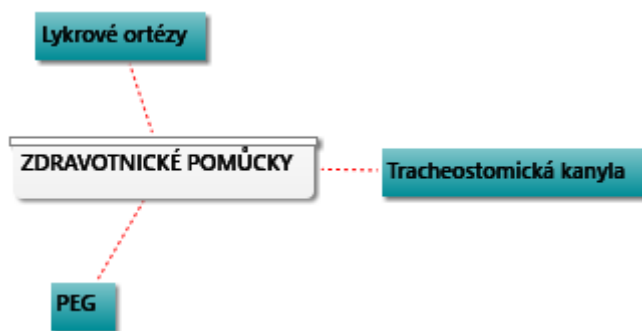 Lykrové ortézy
ZDRAVOTNICKÉ POMŮCKY
Tracheostomická kanyla
PEG